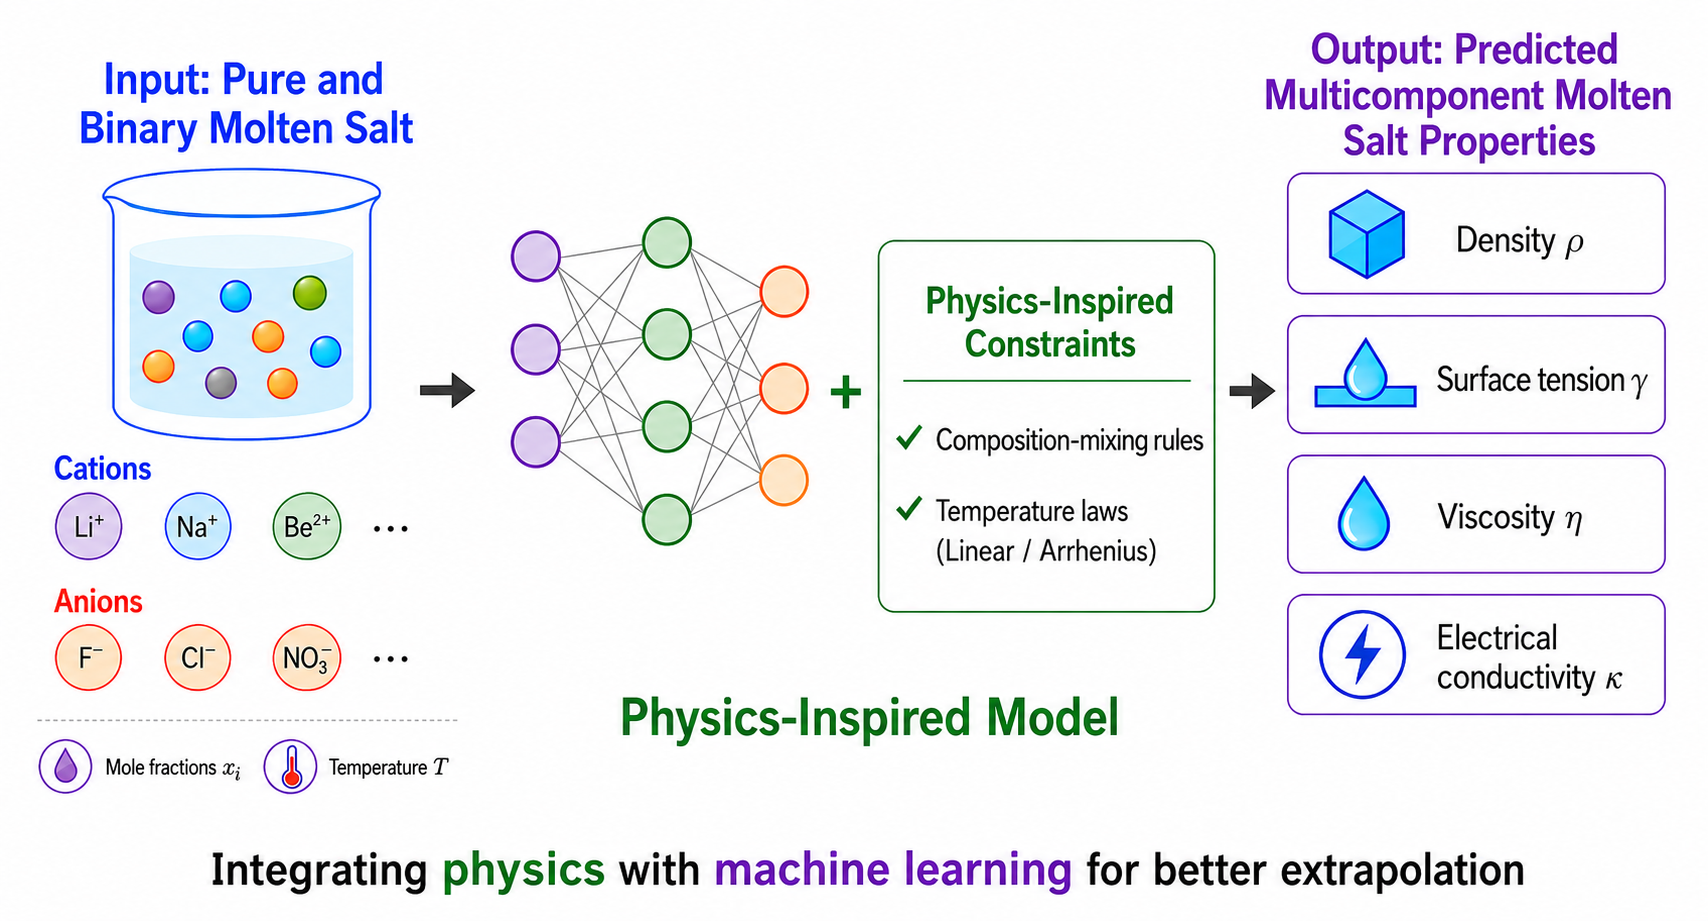 Input: Pure and
Binary Molten Salt
Cations
Li⁺ Na⁺ Be²⁺ ...
Anions
F⁻ Cl⁻ NO₃⁻ ...
Mole fractions xᵢ
Temperature T
+
Physics-Inspired
Constraints
✓ Composition-mixing rules
✓ Temperature laws
(Linear / Arrhenius)
Physics-Inspired Model
Output: Predicted
Multicomponent Molten
Salt Properties
Density ρ
Surface tension γ
Viscosity η
Electrical
conductivity κ
Integrating physics with machine learning for better extrapolation